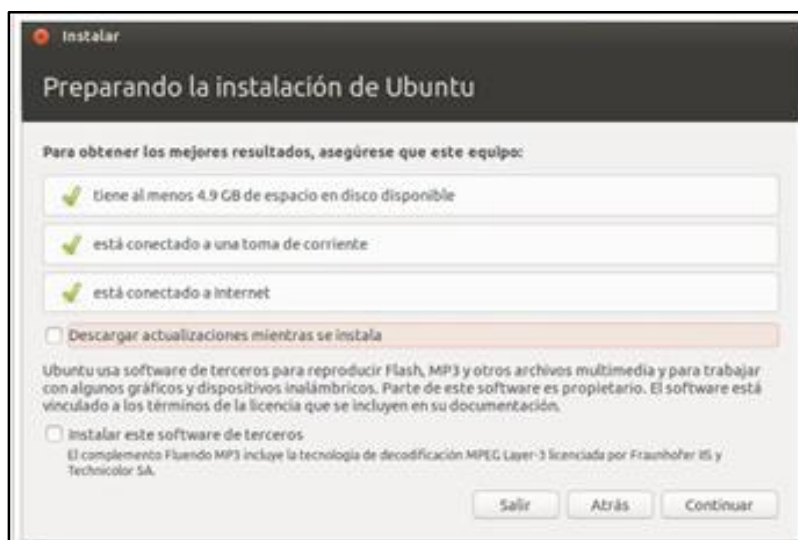 Instalar
Preparando la instalación de Ubuntu
Para obtener los mejores resultados, asegúrese que este equipo:
tiene al menos 4.9 GB de espacio en disco disponible
está conectado a una toma de corriente
está conectado a Internet
Descargar actualizaciones mientras se instala
Ubuntu usa software de terceros para reproducir Flash, MP3 y otros archivos multimedia y para trabajar
con algunos gráficos y dispositivos inalámbricos. Parte de este software es propietario. El software está
vinculado a los términos de la licencia que se incluyen en su documentación.
Instalar este software de terceros
El complemento Fluendo MP3 incluye la tecnología de decodificación MPEG Layer-3 licenciada por Fraunhofer IIS y
Technicolor SA.
Salir
Atrás
Continuar